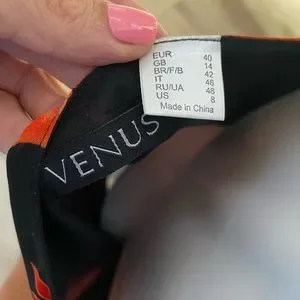 EUR 40
GB 14
BR/F/B 42
IT 46
RU/UA 48
US 8
Made in China
VENUS